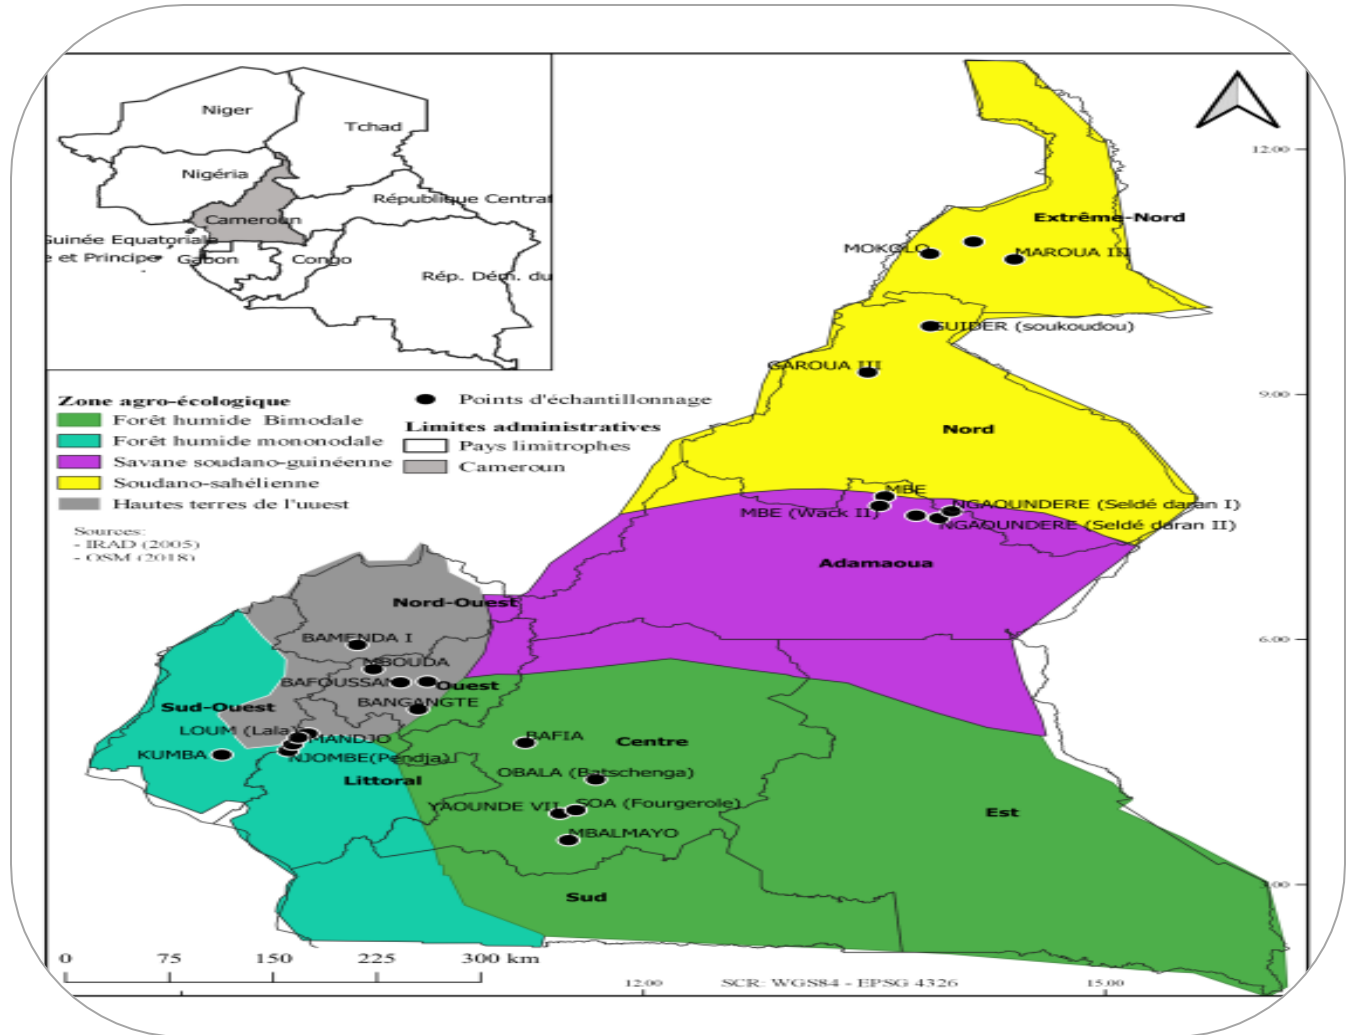 Niger
Tchad
Nigéria
République Centraf
Cameroun
Guinée Equatoriale
e et Principe
Gabon
Congo
Rép. Dém. du
Zone agro-écologique
Forêt humide Bimodale
Forêt humide mononodale
Savane soudano-guinéenne
Soudano-sahélienne
Hautes terres de l'uuest
Points d'échantillonnage
Limites administratives
Pays limitrophes
Cameroun
Sources:
- IRAD (2005)
- OSM (2018)
12:00
Extrême-Nord
MOKOLO
MAROUA III
GUIDER (soukoudou)
GAROUA III
9:00
Nord
MBE
MBE (Wack II)
NGAOUNDERE (Seldé daran I)
NGAOUNDERE (Seldé daran II)
Adamaoua
Nord-Ouest
6:00
BAMENDA I
MBOUDA
BAFOUSSAM
Ouest
BANGANGTE
Sud-Ouest
LOUM (Lala)
MANDJO
KUMBA
NJOMBE(Pendja)
Littoral
BAFIA
Centre
OBALA (Batschenga)
YAOUNDE VII
SOA (Fourgerole)
MBALMAYO
Est
3:00
Sud
0 75 150 225 300 km
12:00
SCR: WGS84 - EPSG 4326
15:00